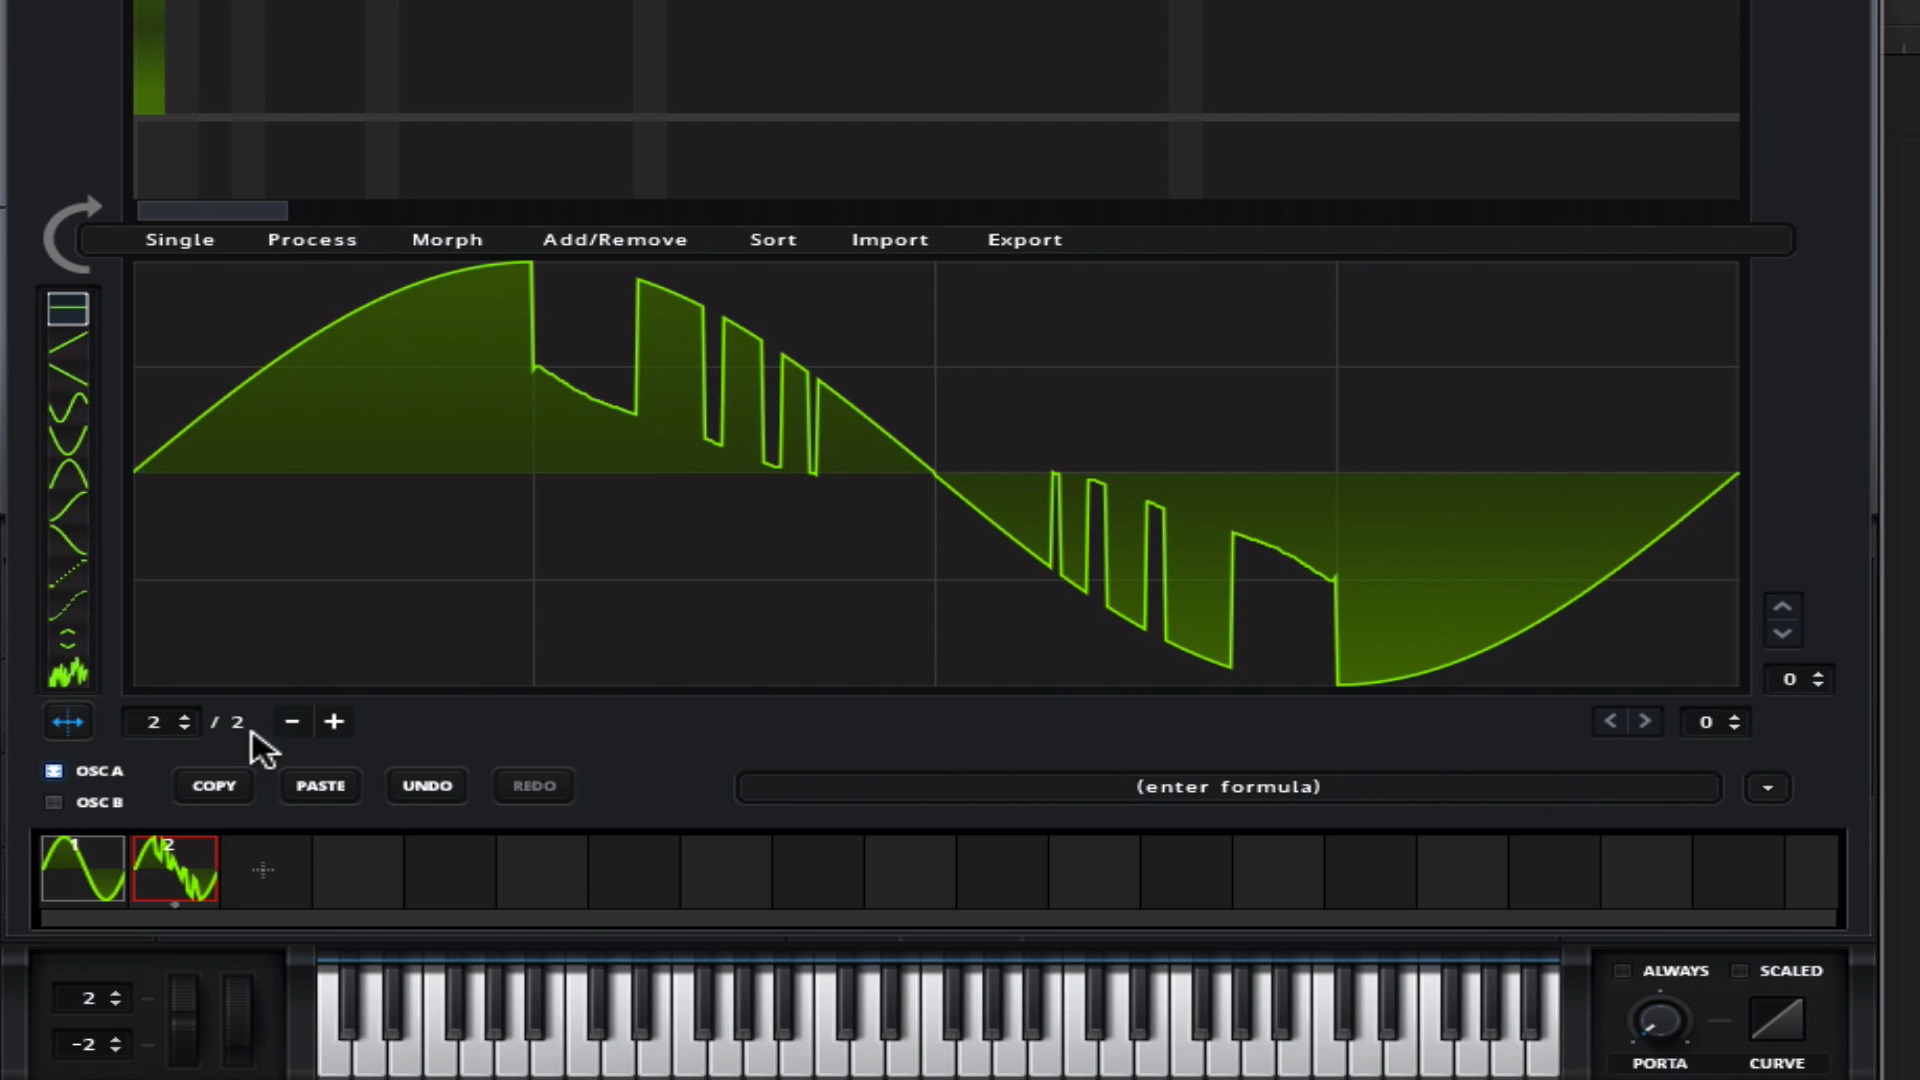 Single Process Morph Add/Remove Sort Import Export
0
2 / 2 - +
< > 0
OSC A
OSC B
COPY PASTE UNDO REDO
(enter formula)
1 2
2
-2
ALWAYS SCALED
PORTA CURVE